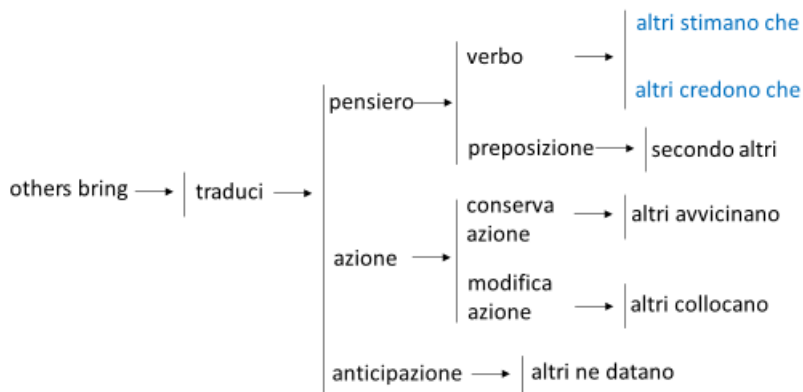 others bring
traduci
pensiero
verbo
altri stimano che
altri credono che
preposizione
secondo altri
azione
conserva
azione
altri avvicinano
modifica
azione
altri collocano
anticipazione
altri ne datano